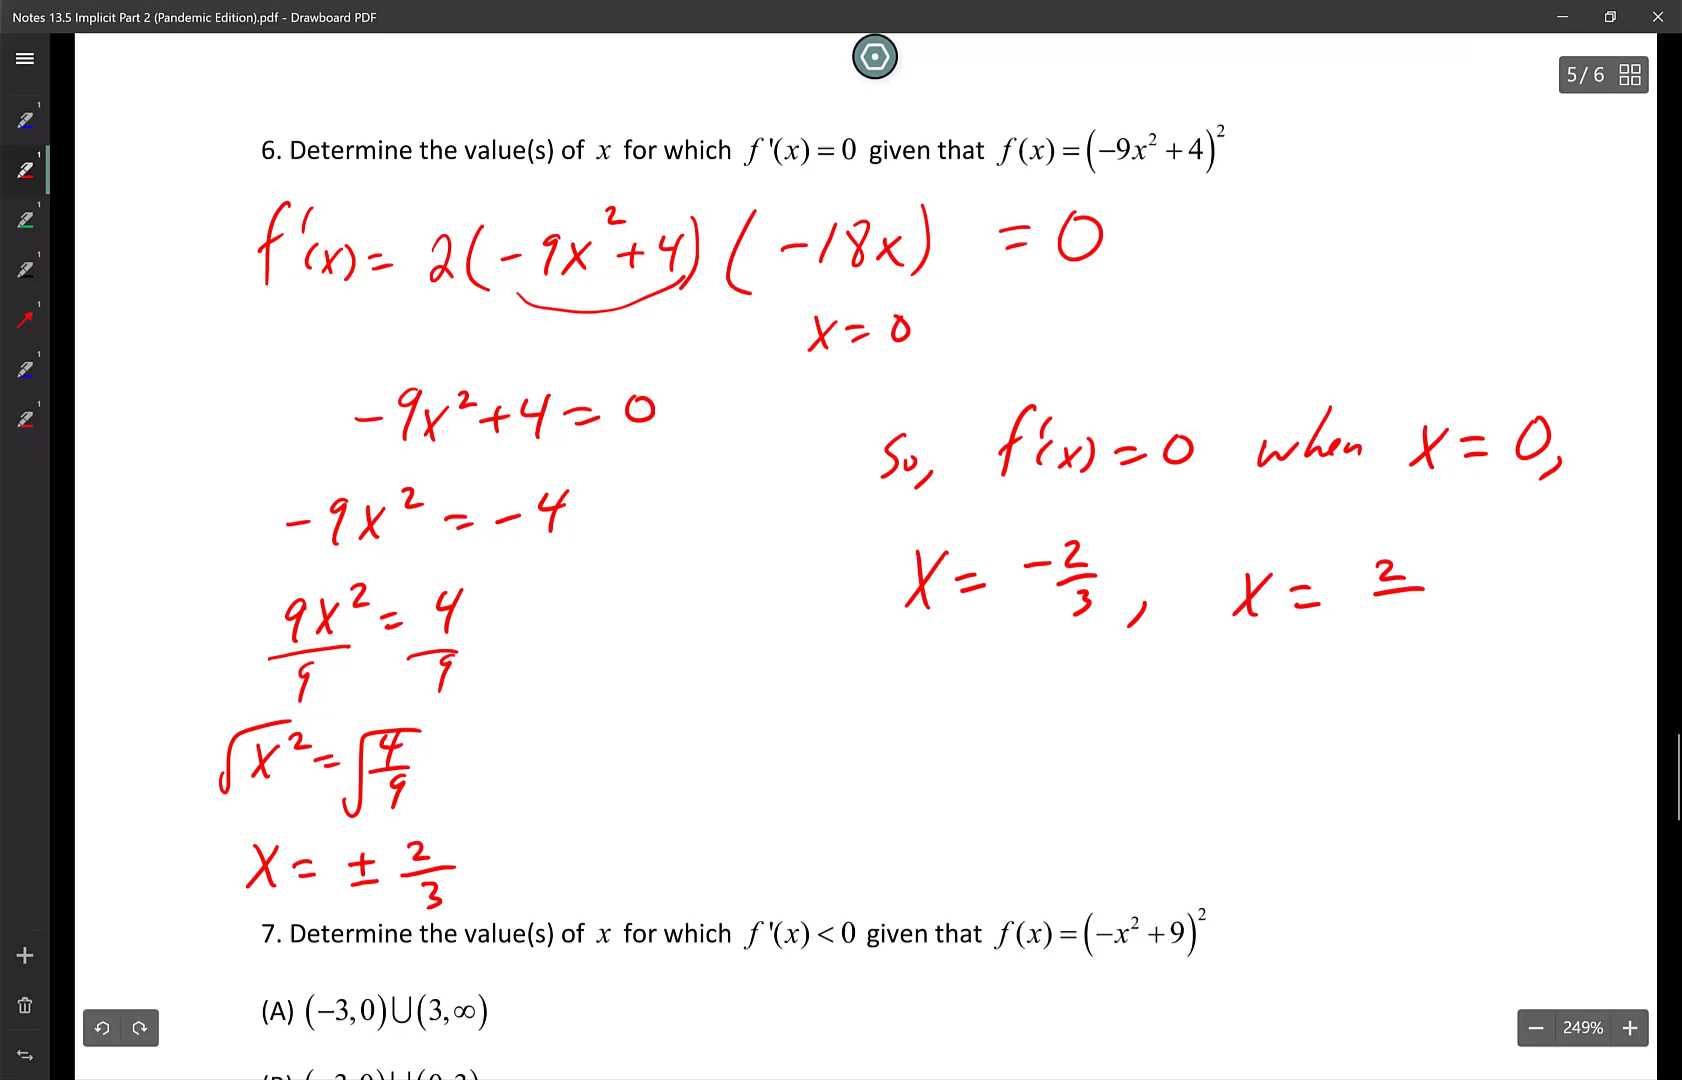 Notes 13.5 Implicit Part 2 (Pandemic Edition).pdf - Drawboard PDF
5 / 6
6. Determine the value(s) of x for which f '(x) = 0 given that f(x) = (−9x² + 4)²
f'(x) = 2(-9x²+4)(-18x) = 0
x = 0
-9x²+4 = 0
So, f'(x) = 0 when x = 0,
-9x² = -4
x = -2/3, x = 2
9x²/9 = 4/9
√x² = √4/9
x = ± 2/3
7. Determine the value(s) of x for which f '(x) < 0 given that f(x) = (−x² + 9)²
(A) (−3,0)⋃(3,∞)
249%